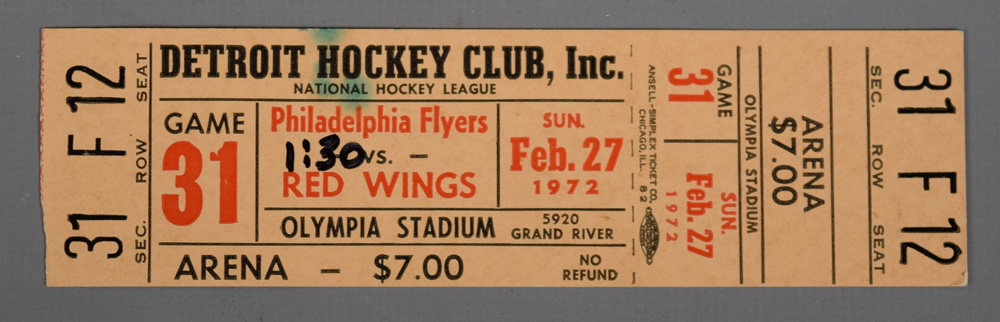 31 F 12
SEC. ROW SEAT
DETROIT HOCKEY CLUB, Inc.
NATIONAL HOCKEY LEAGUE
GAME
31
Philadelphia Flyers
1:30 vs. —
RED WINGS
SUN.
Feb. 27
1972
OLYMPIA STADIUM
5920
GRAND RIVER
ARENA — $7.00
NO
REFUND
ANSELL-SIMPLEX TICKET CO.
CHICAGO, ILL. 82
GAME
31
SUN.
Feb. 27
1972
OLYMPIA STADIUM
ARENA
$7.00
SEC. ROW SEAT
31 F 12